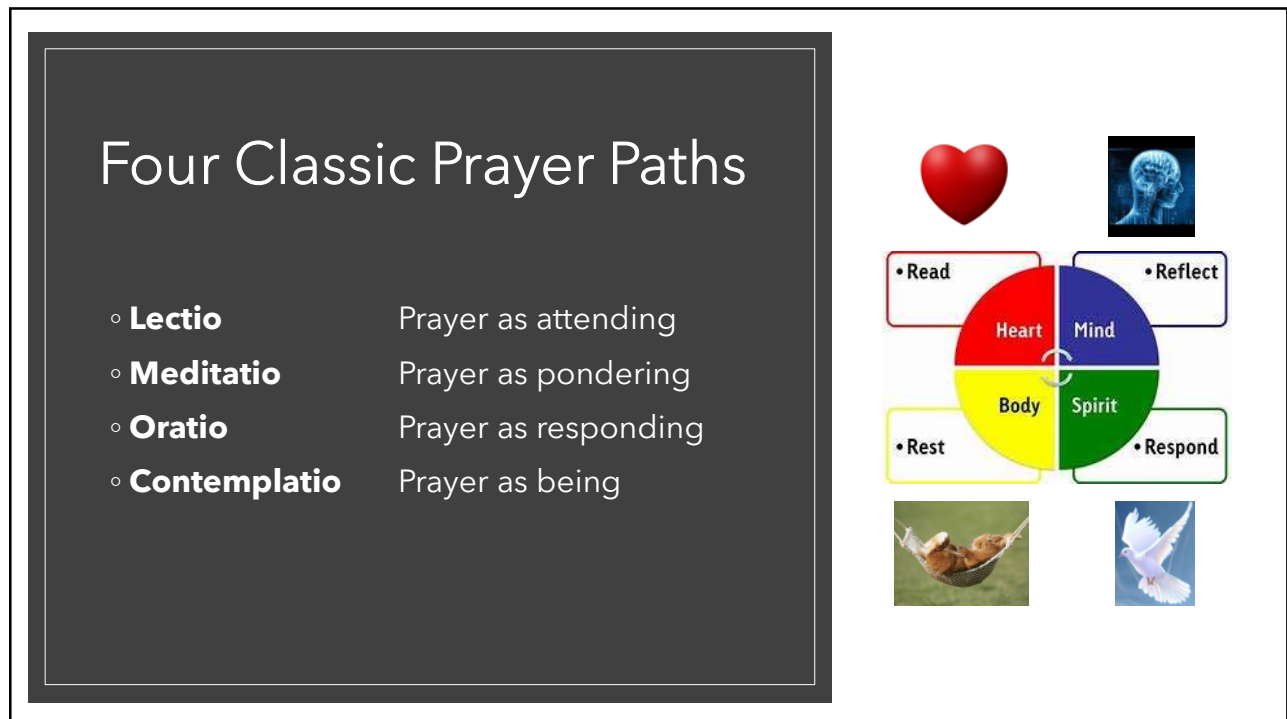 Four Classic Prayer Paths
◦ Lectio Prayer as attending
◦ Meditatio Prayer as pondering
◦ Oratio Prayer as responding
◦ Contemplatio Prayer as being
• Read
• Reflect
Heart
Mind
Body
Spirit
• Rest
• Respond